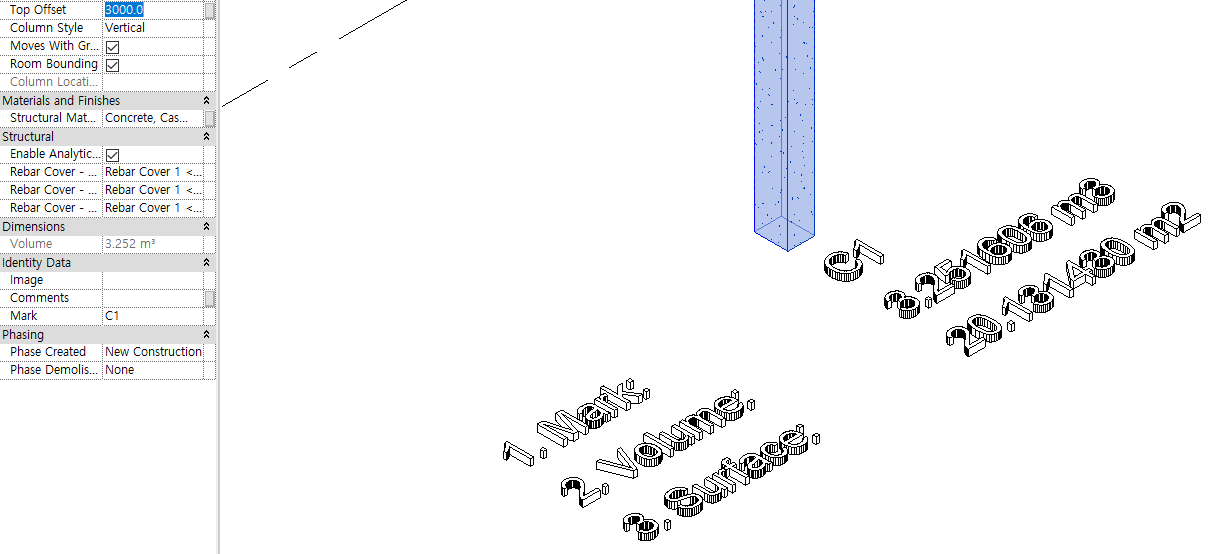 Top Offset 3000.0
Column Style Vertical
Moves With Gr...
Room Bounding
Column Locati...
Materials and Finishes
Structural Mat... Concrete, Cas...
Structural
Enable Analytic...
Rebar Cover - ... Rebar Cover 1 <...
Rebar Cover - ... Rebar Cover 1 <...
Rebar Cover - ... Rebar Cover 1 <...
Dimensions
Volume 3.252 m³
Identity Data
Image
Comments
Mark C1
Phasing
Phase Created New Construction
Phase Demolis... None
C1
3.251606 m3
20.131480 m2
1. Mark:
2. Volume:
3. Surface: